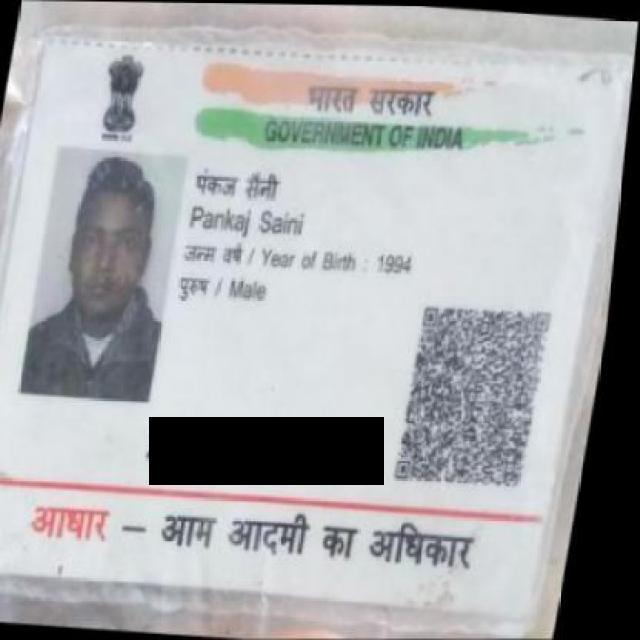 भारत सरकार
GOVERNMENT OF INDIA
पंकज सैनी
Pankaj Saini
जन्म वर्ष / Year of Birth : 1994
पुरुष / Male
आधार – आम आदमी का अधिकार